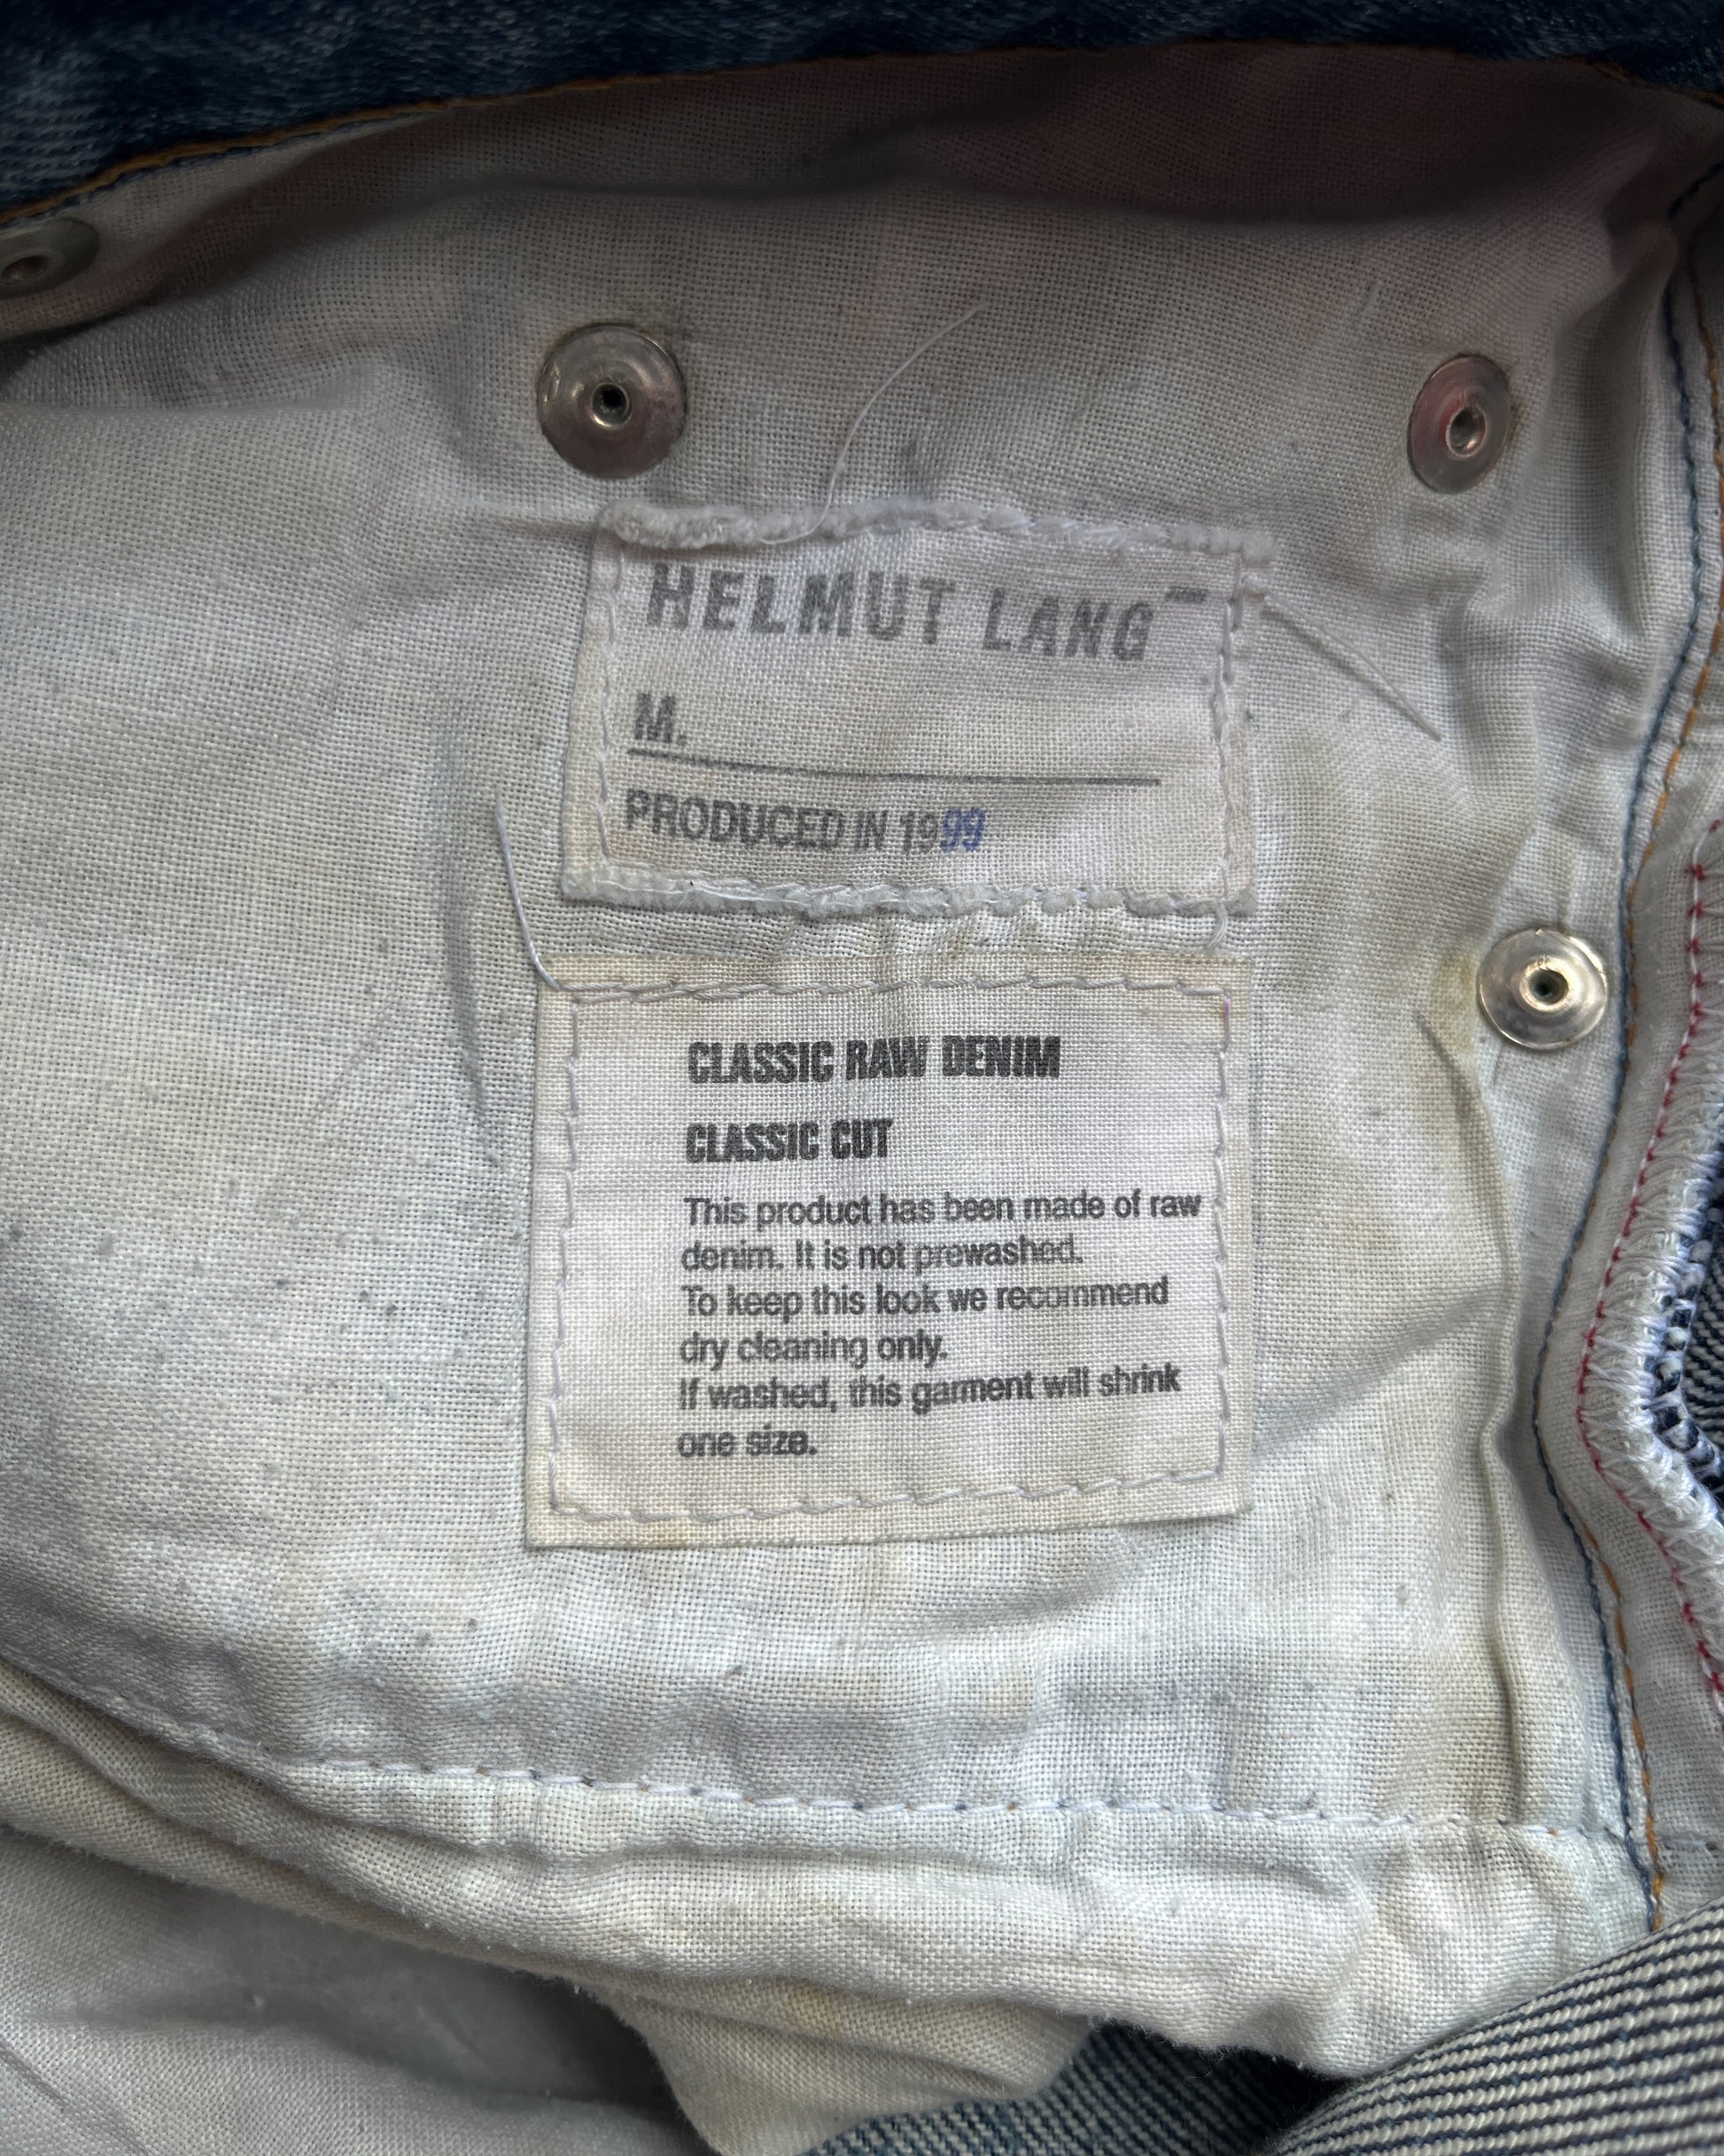 HELMUT LANG
M.
PRODUCED IN 1999
CLASSIC RAW DENIM
CLASSIC CUT
This product has been made of raw
denim. It is not prewashed.
To keep this look we recommend
dry cleaning only.
If washed, this garment will shrink
one size.